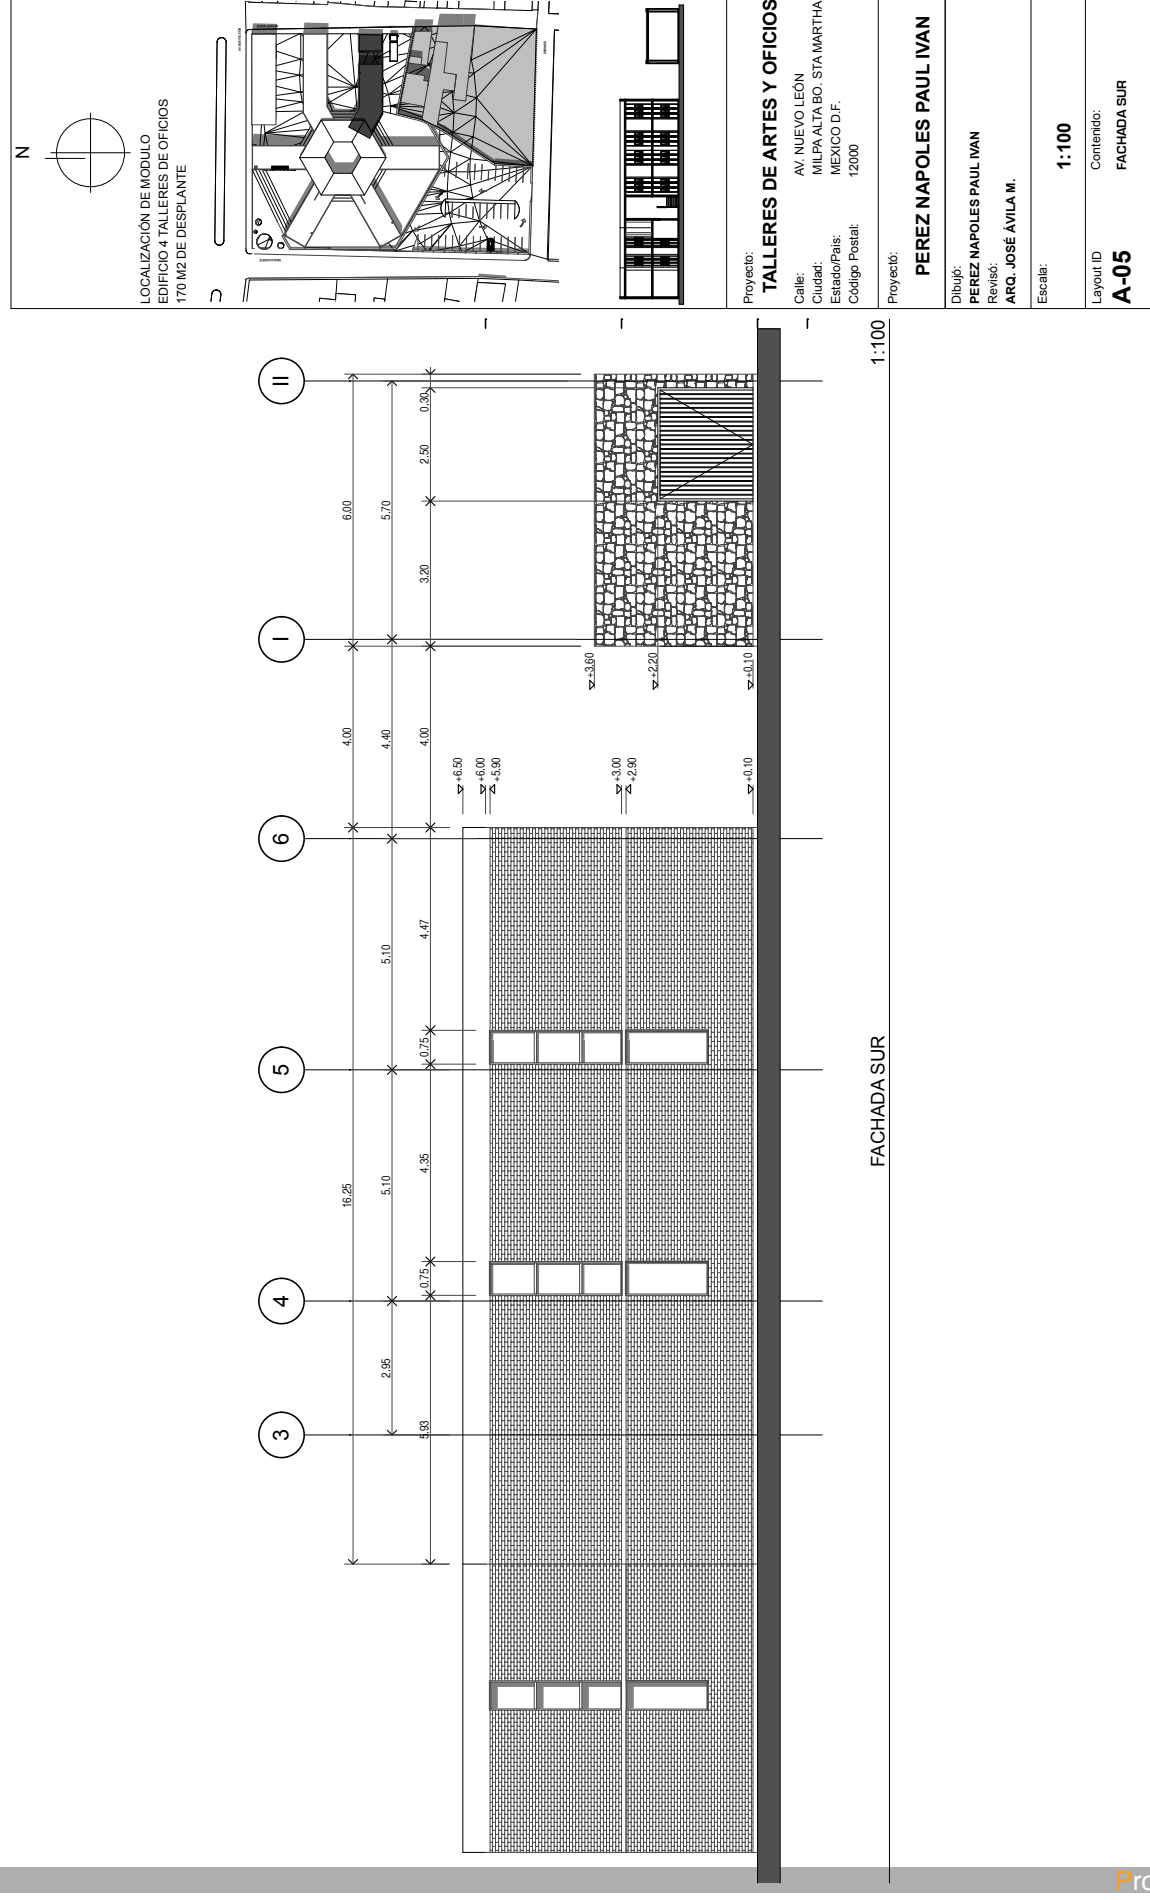 N
LOCALIZACIÓN DE MODULO
EDIFICIO 4 TALLERES DE OFICIOS
170 M2 DE DESPLANTE
Proyecto:
TALLERES DE ARTES Y OFICIOS
Calle: AV. NUEVO LEÓN
Ciudad: MILPA ALTA BO. STA MARTHA
Estado/País: MEXICO D.F.
Código Postal: 12000
Proyectó:
PEREZ NAPOLES PAUL IVAN
Dibujó:
PEREZ NAPOLES PAUL IVAN
Revisó:
ARQ. JOSÉ ÁVILA M.
Escala:
1:100
Layout ID Contenido:
A-05 FACHADA SUR
3 4 5 6 I II
16.25 4.00 6.00
2.95 5.10 5.10 4.40 5.70
5.93 0.75 4.35 0.75 4.47 4.00 3.20 2.50 0.30
+6.50
+6.00
+5.90
+3.00
+2.90
+0.10
+3.60
+2.20
+0.10
FACHADA SUR 1:100